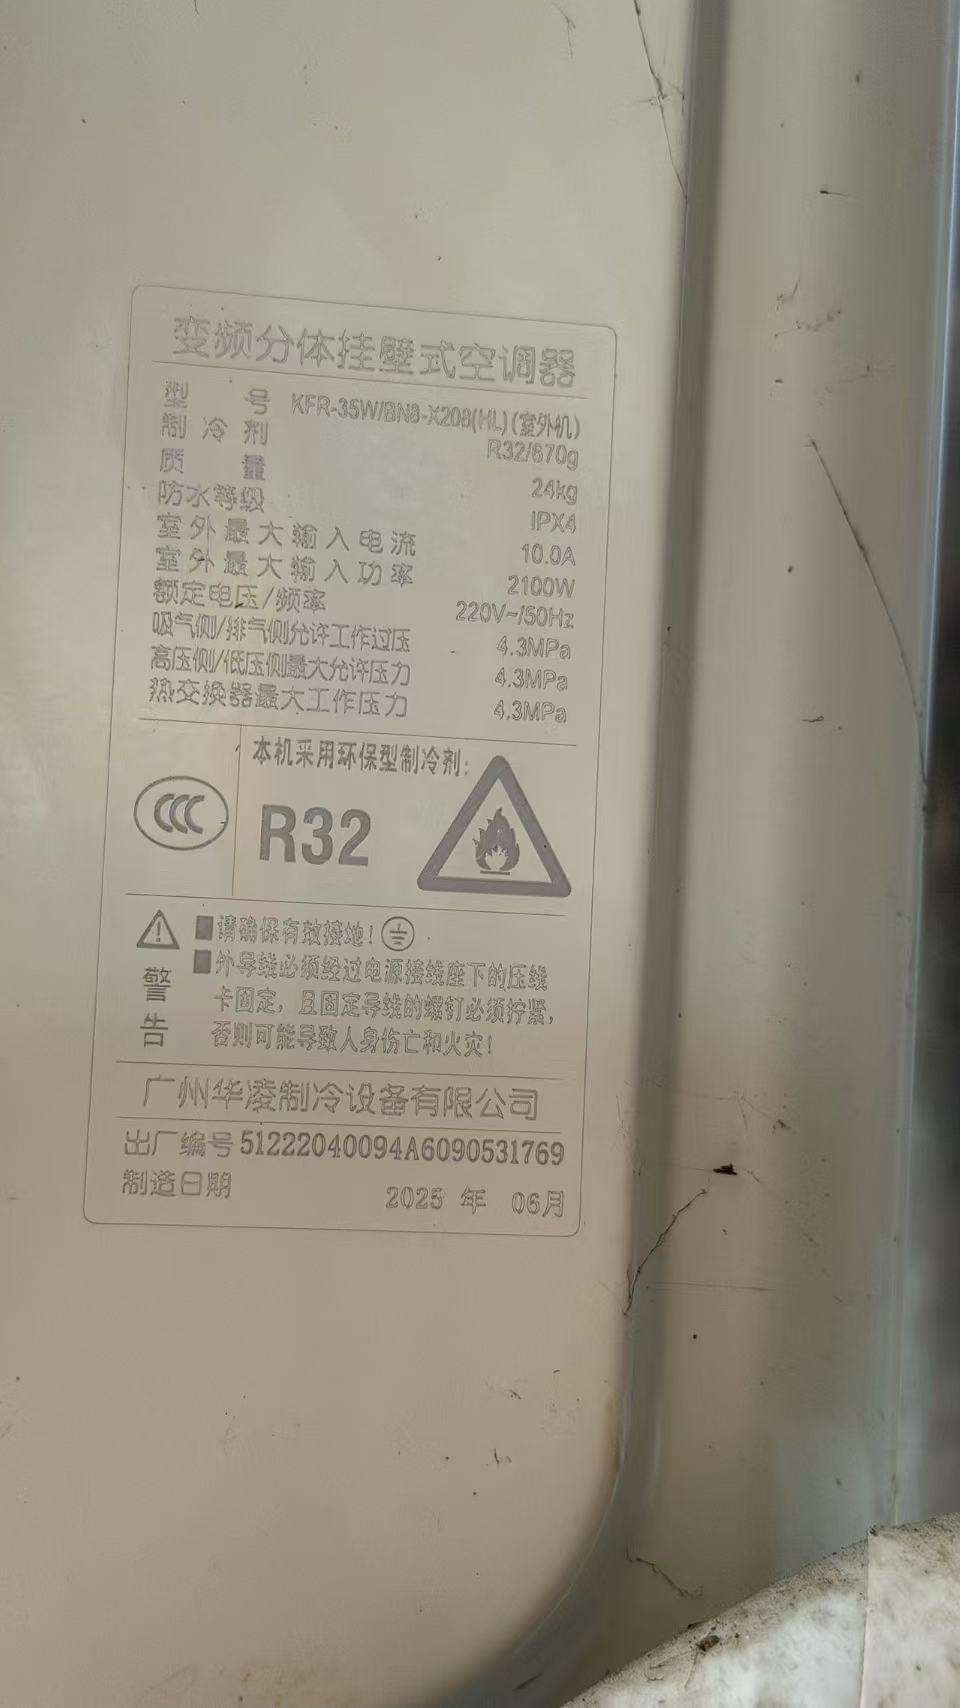 变频分体挂壁式空调器
型号 KFR-35W/BN8-X208(HL)(室外机)
制冷剂 R32/670g
质量 24kg
防水等级 IPX4
室外最大输入电流 10.0A
室外最大输入功率 2100W
额定电压/频率 220V~/50Hz
吸气侧/排气侧允许工作过压 4.3MPa
高压侧/低压侧最大允许压力 4.3MPa
热交换器最大工作压力 4.3MPa
本机采用环保型制冷剂:
R32
警告
■请确保有效接地!
■外导线必须经过电源接线座下的压线
卡固定，且固定导线的螺钉必须拧紧，
否则可能导致人身伤亡和火灾!
广州华凌制冷设备有限公司
出厂编号 51222040094A6090531769
制造日期 2025 年 06月